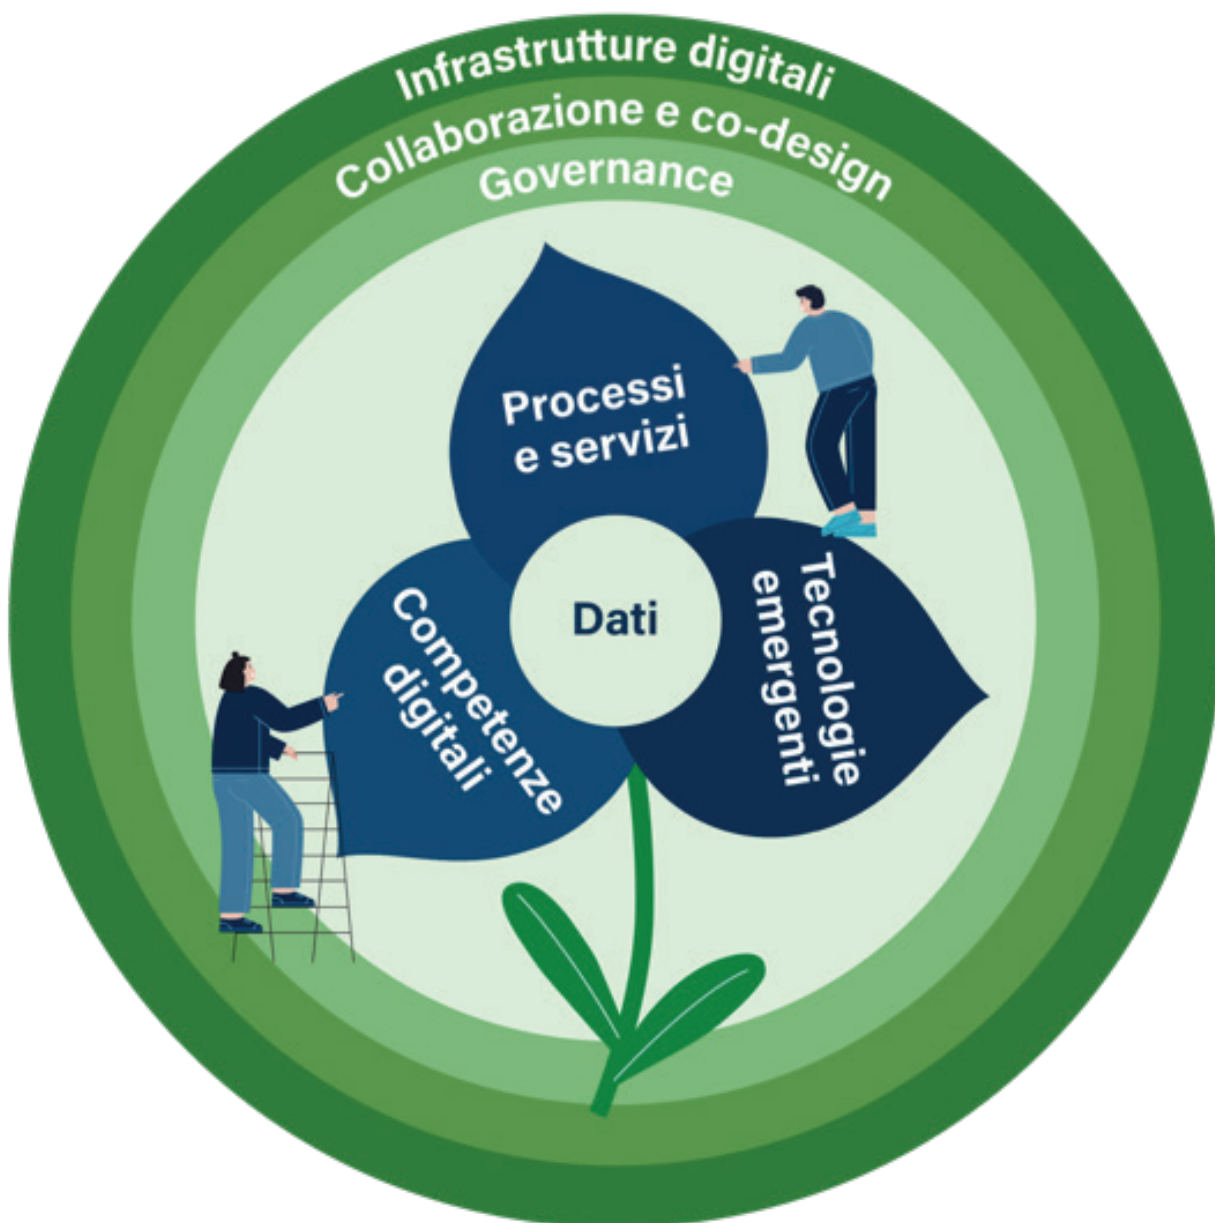 Infrastrutture digitali
Collaborazione e co-design
Governance
Processi
e servizi
Dati
Tecnologie
emergenti
Competenze
digitali